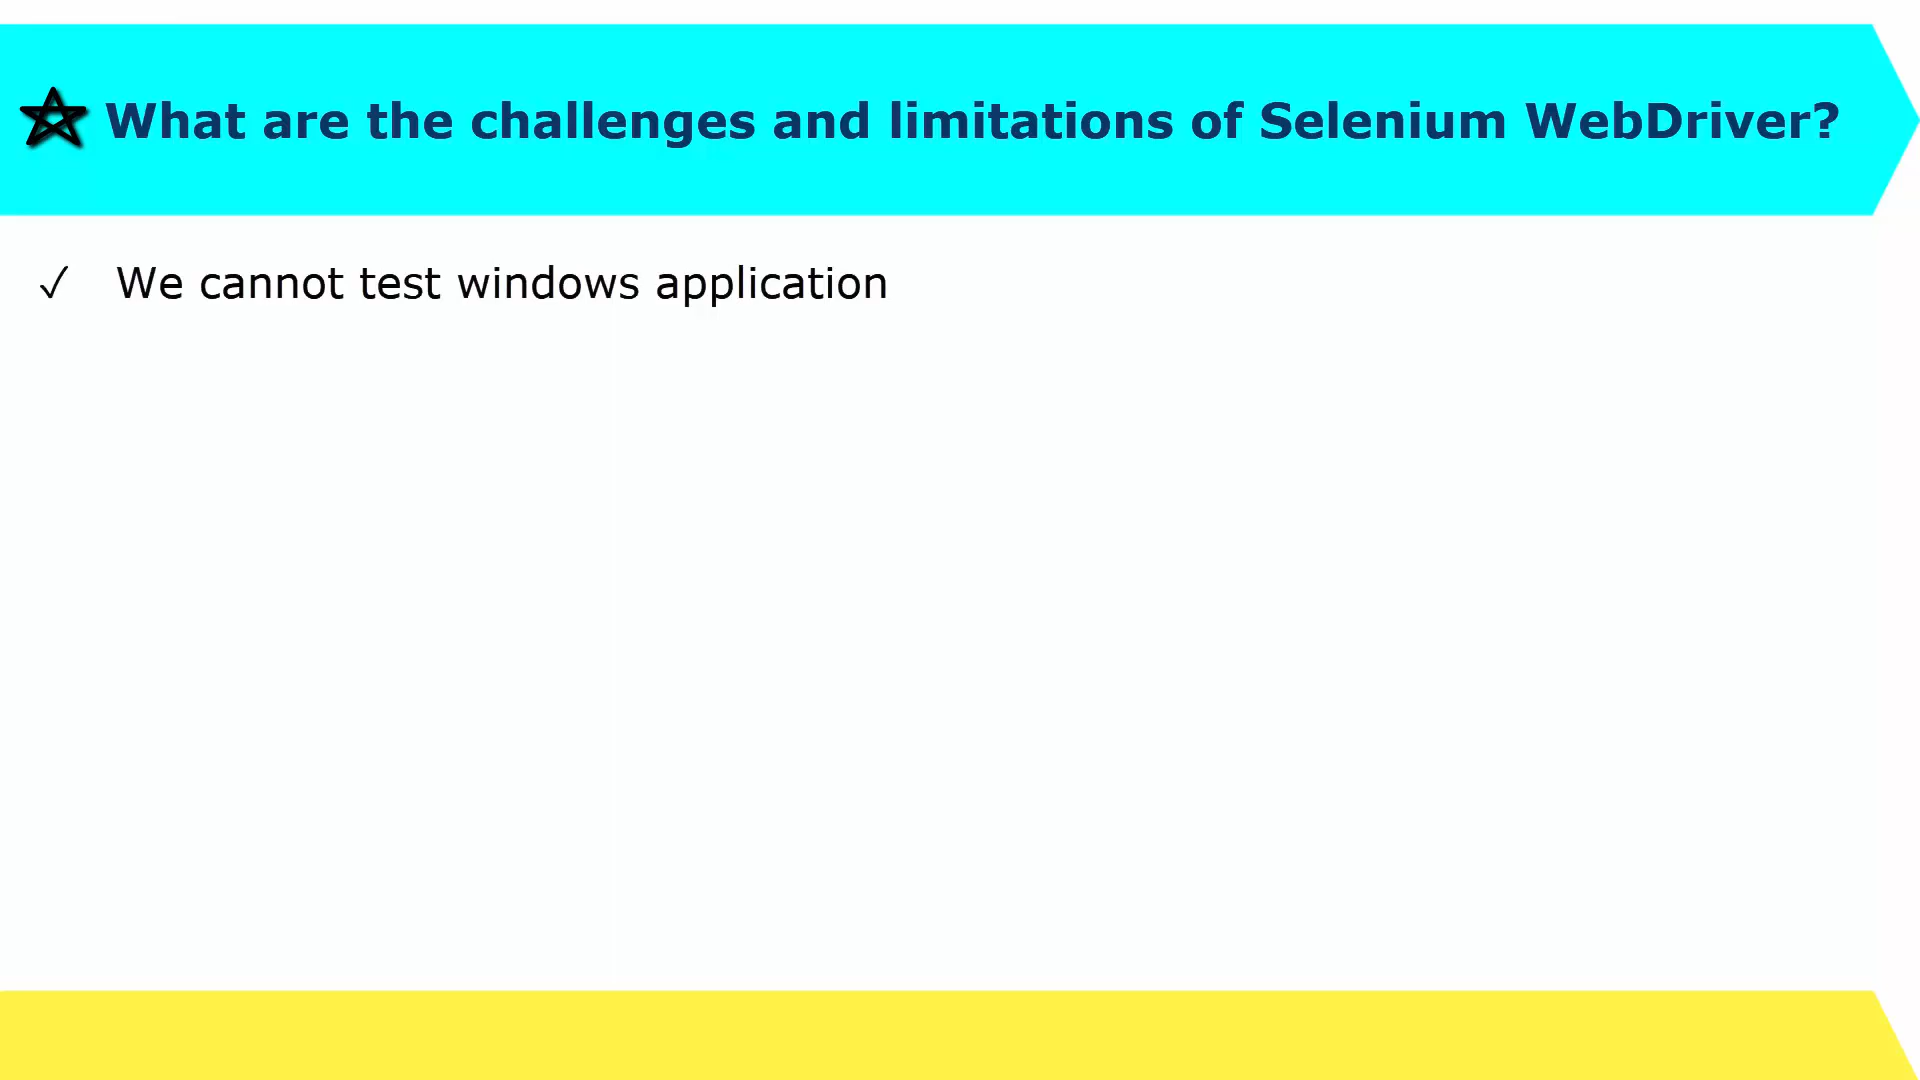 What are the challenges and limitations of Selenium WebDriver?
✓ We cannot test windows application